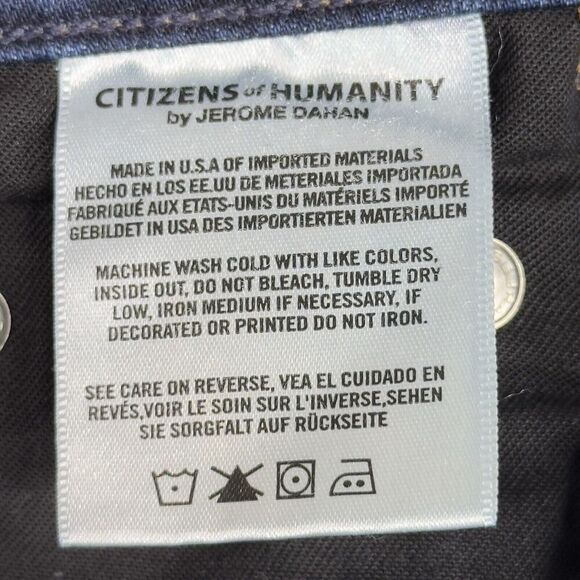 CITIZENS of HUMANITY
by JEROME DAHAN
MADE IN U.S.A OF IMPORTED MATERIALS
HECHO EN LOS EE.UU DE METERIALES IMPORTADA
FABRIQUÉ AUX ETATS-UNIS DU MATÉRIELS IMPORTÉ
GEBILDET IN USA DES IMPORTIERTEN MATERIALIEN
MACHINE WASH COLD WITH LIKE COLORS,
INSIDE OUT, DO NOT BLEACH, TUMBLE DRY
LOW, IRON MEDIUM IF NECESSARY, IF
DECORATED OR PRINTED DO NOT IRON.
SEE CARE ON REVERSE, VEA EL CUIDADO EN
REVÉS,VOIR LE SOIN SUR L'INVERSE,SEHEN
SIE SORGFALT AUF RÜCKSEITE